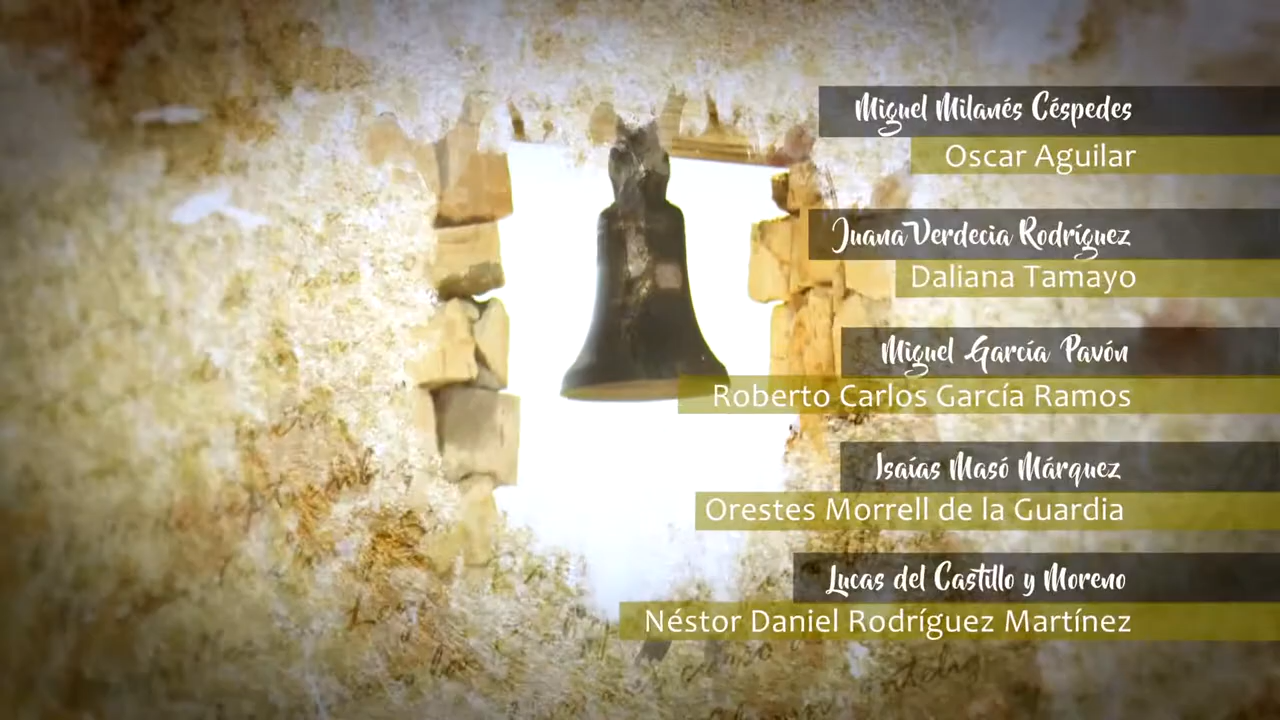 Miguel Milanés Céspedes
Oscar Aguilar
Juana Verdecia Rodríguez
Daliana Tamayo
Miguel García Pavón
Roberto Carlos García Ramos
Isaías Masó Márquez
Orestes Morrell de la Guardia
Lucas del Castillo y Moreno
Néstor Daniel Rodríguez Martínez